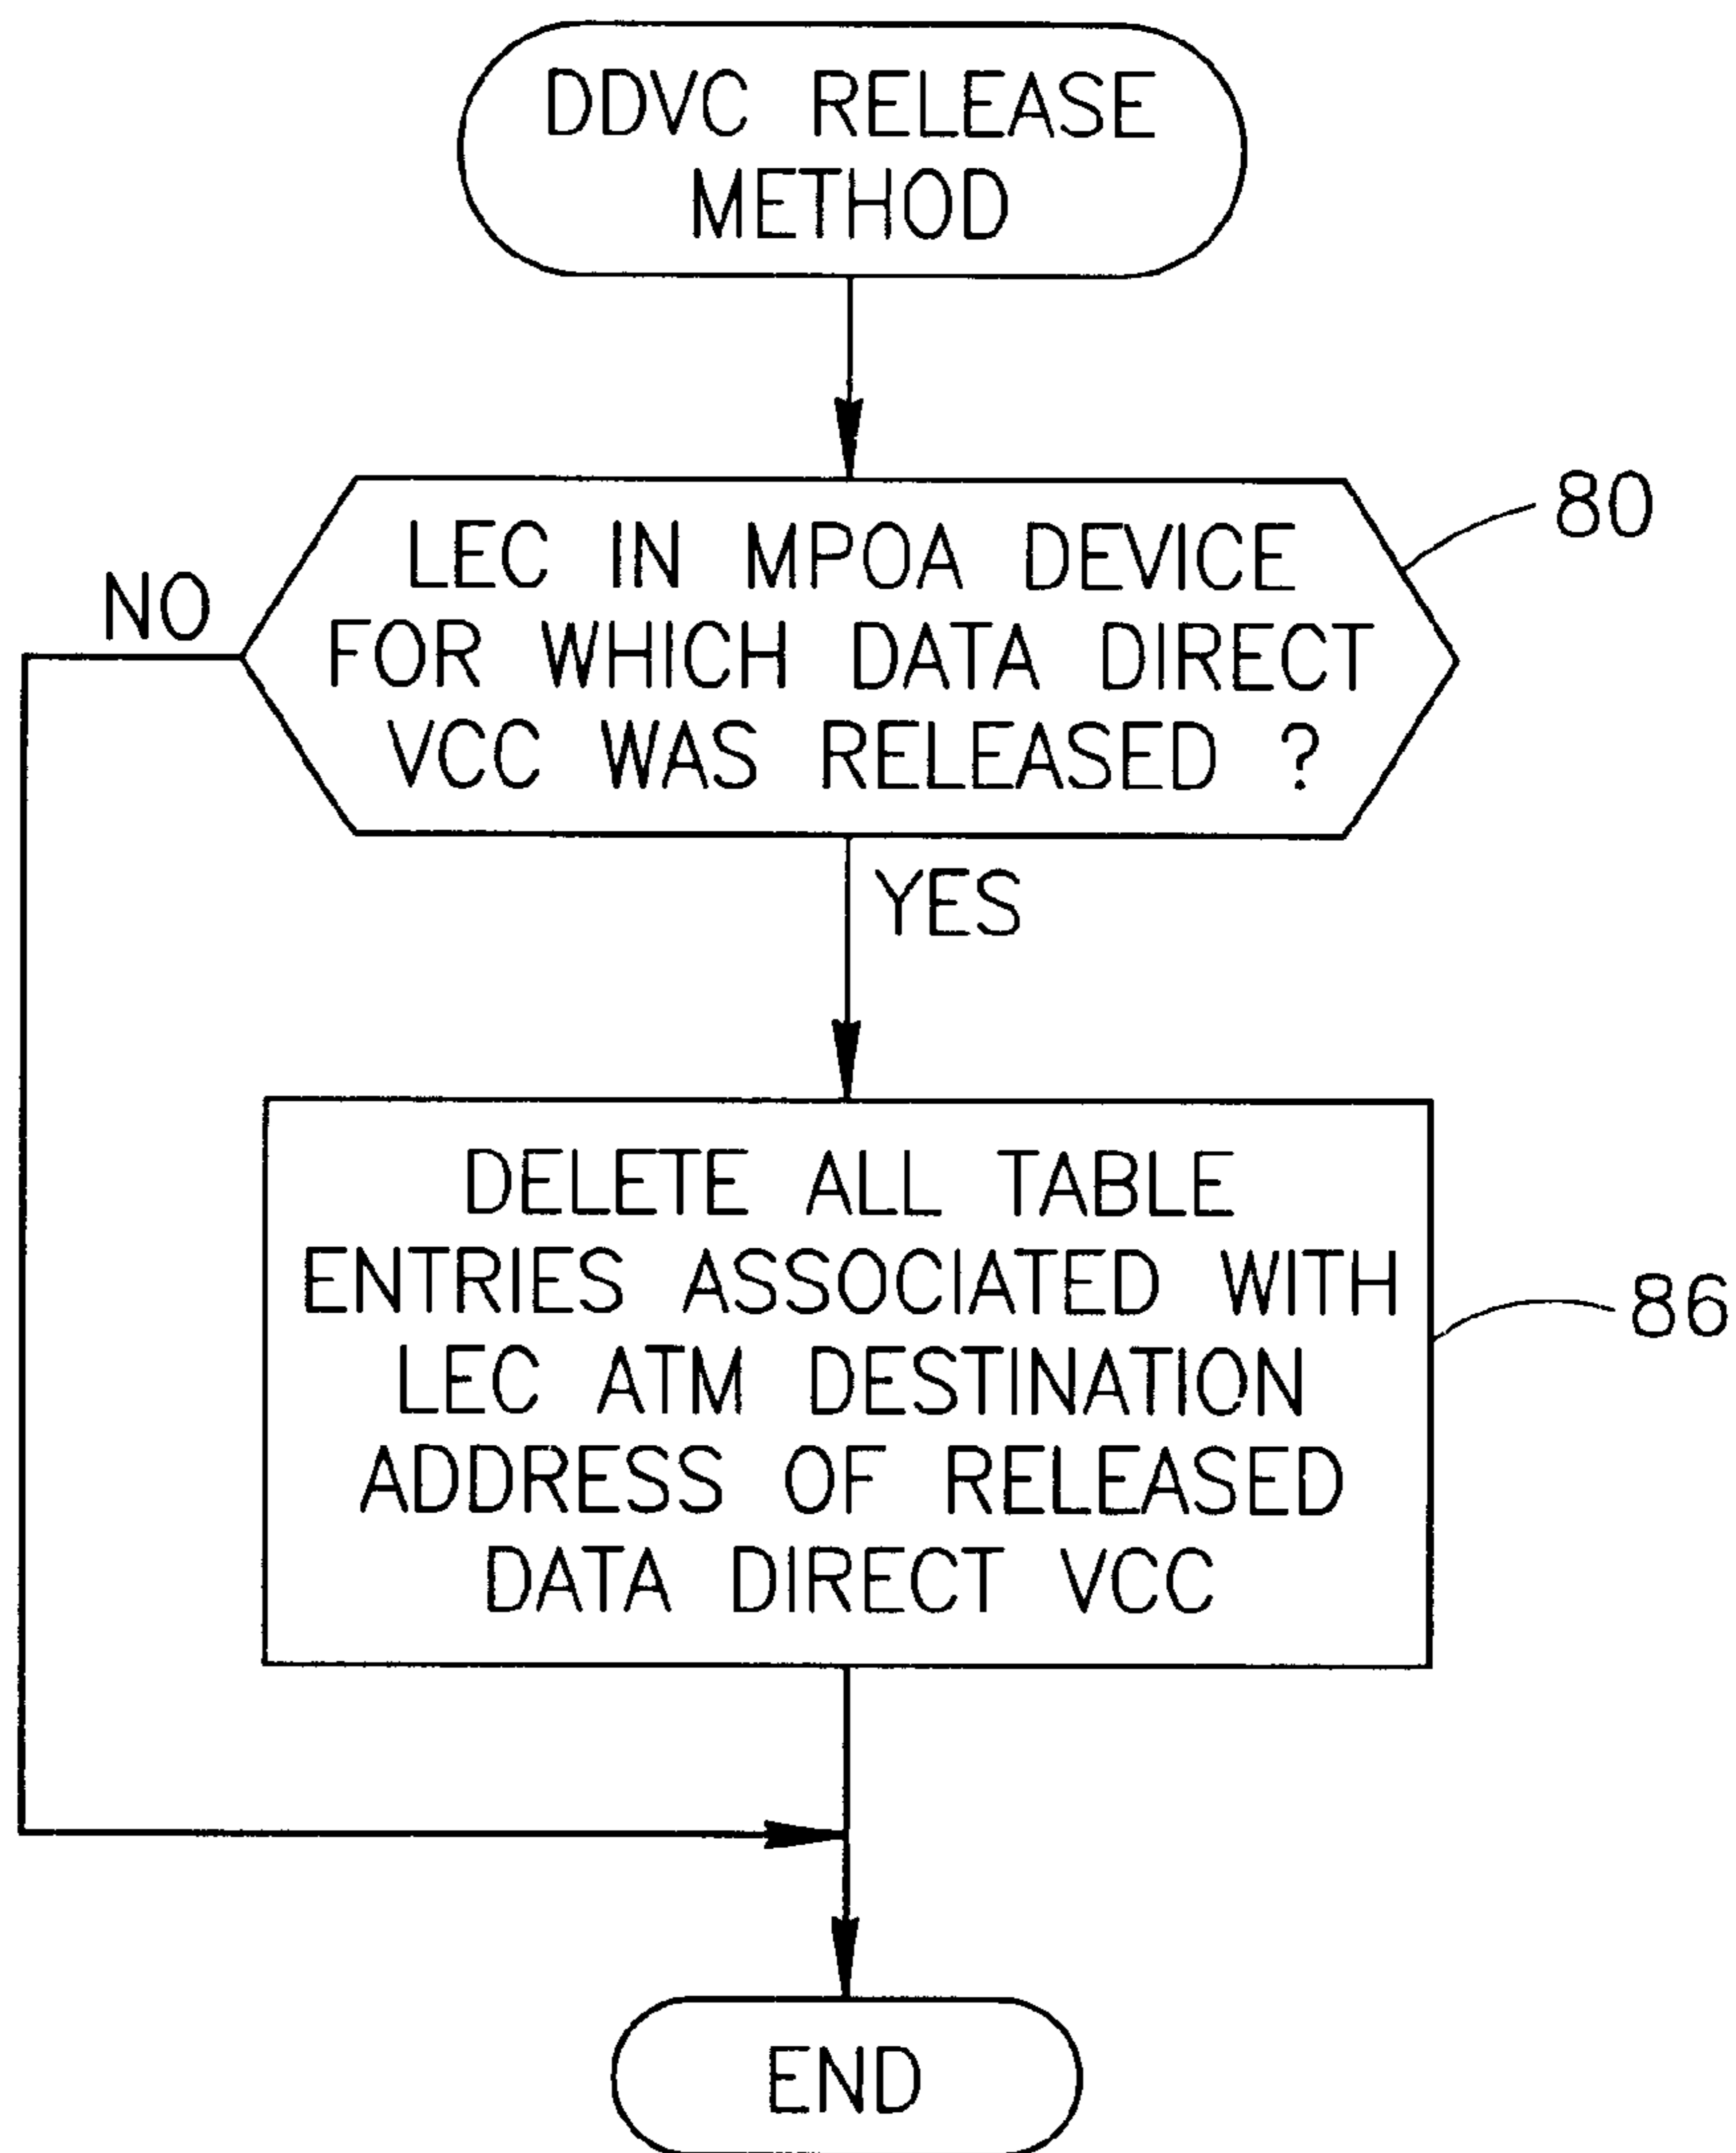 DDVC RELEASE
METHOD
80
LEC IN MPOA DEVICE
FOR WHICH DATA DIRECT
VCC WAS RELEASED ?
NO
YES
DELETE ALL TABLE
ENTRIES ASSOCIATED WITH
LEC ATM DESTINATION
ADDRESS OF RELEASED
DATA DIRECT VCC
86
END